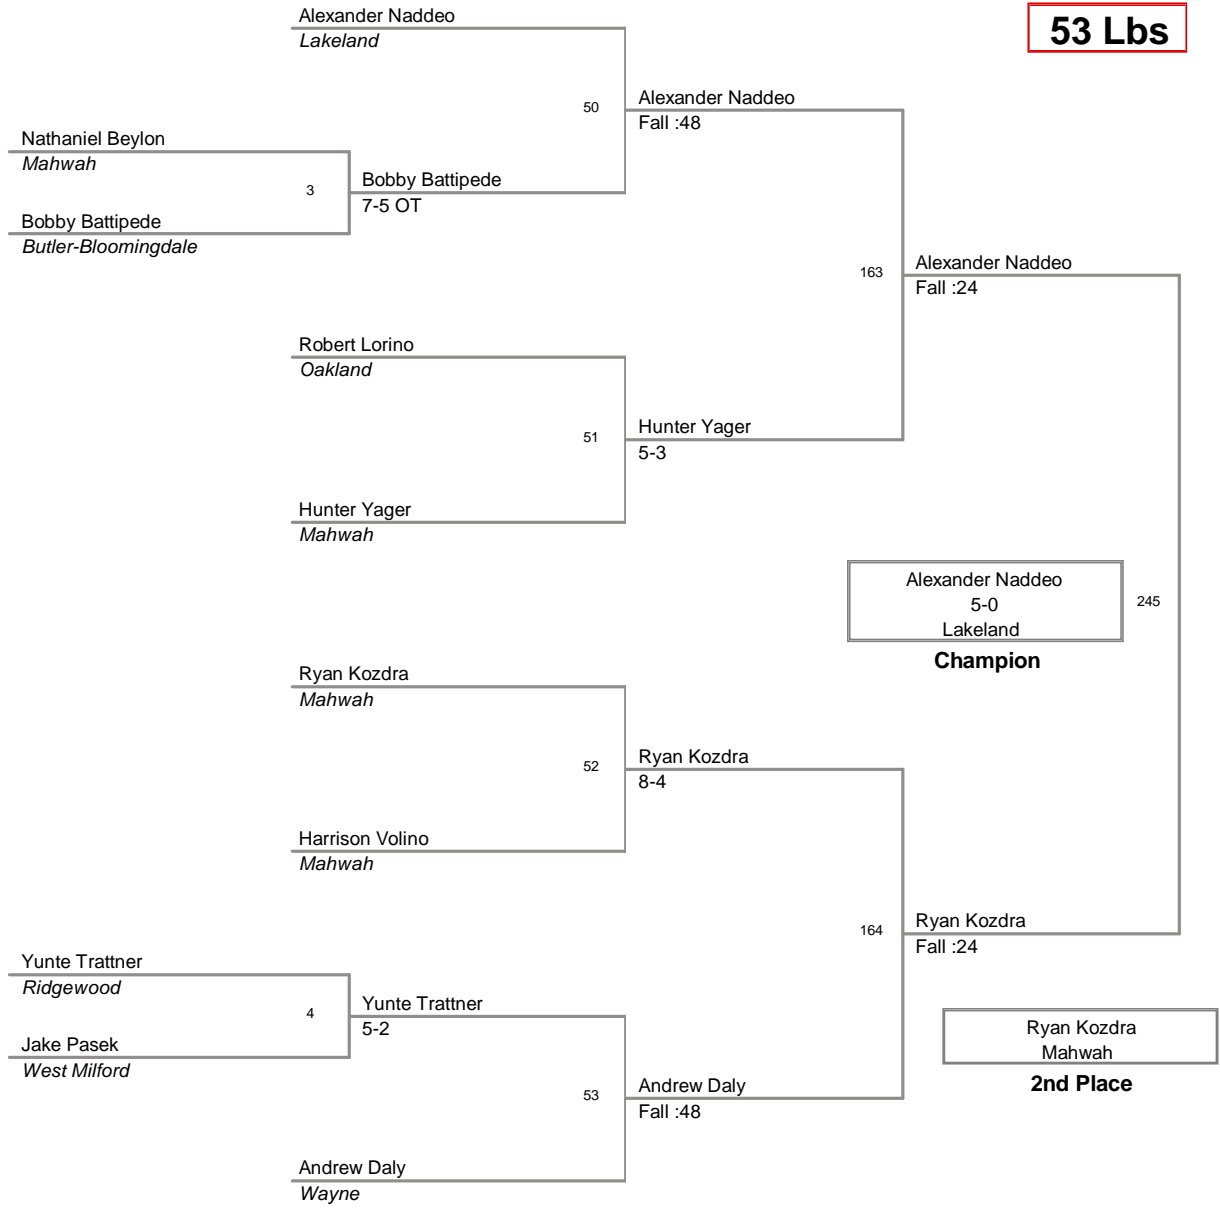 53 Lbs
Alexander Naddeo
Lakeland
50
Alexander Naddeo
Fall :48
Nathaniel Beylon
Mahwah
3
Bobby Battipede
7-5 OT
Bobby Battipede
Butler-Bloomingdale
163
Alexander Naddeo
Fall :24
Robert Lorino
Oakland
51
Hunter Yager
5-3
Hunter Yager
Mahwah
Alexander Naddeo
5-0
Lakeland
Champion
245
Ryan Kozdra
Mahwah
52
Ryan Kozdra
8-4
Harrison Volino
Mahwah
164
Ryan Kozdra
Fall :24
Yunte Trattner
Ridgewood
4
Yunte Trattner
5-2
Jake Pasek
West Milford
Ryan Kozdra
Mahwah
2nd Place
53
Andrew Daly
Fall :48
Andrew Daly
Wayne